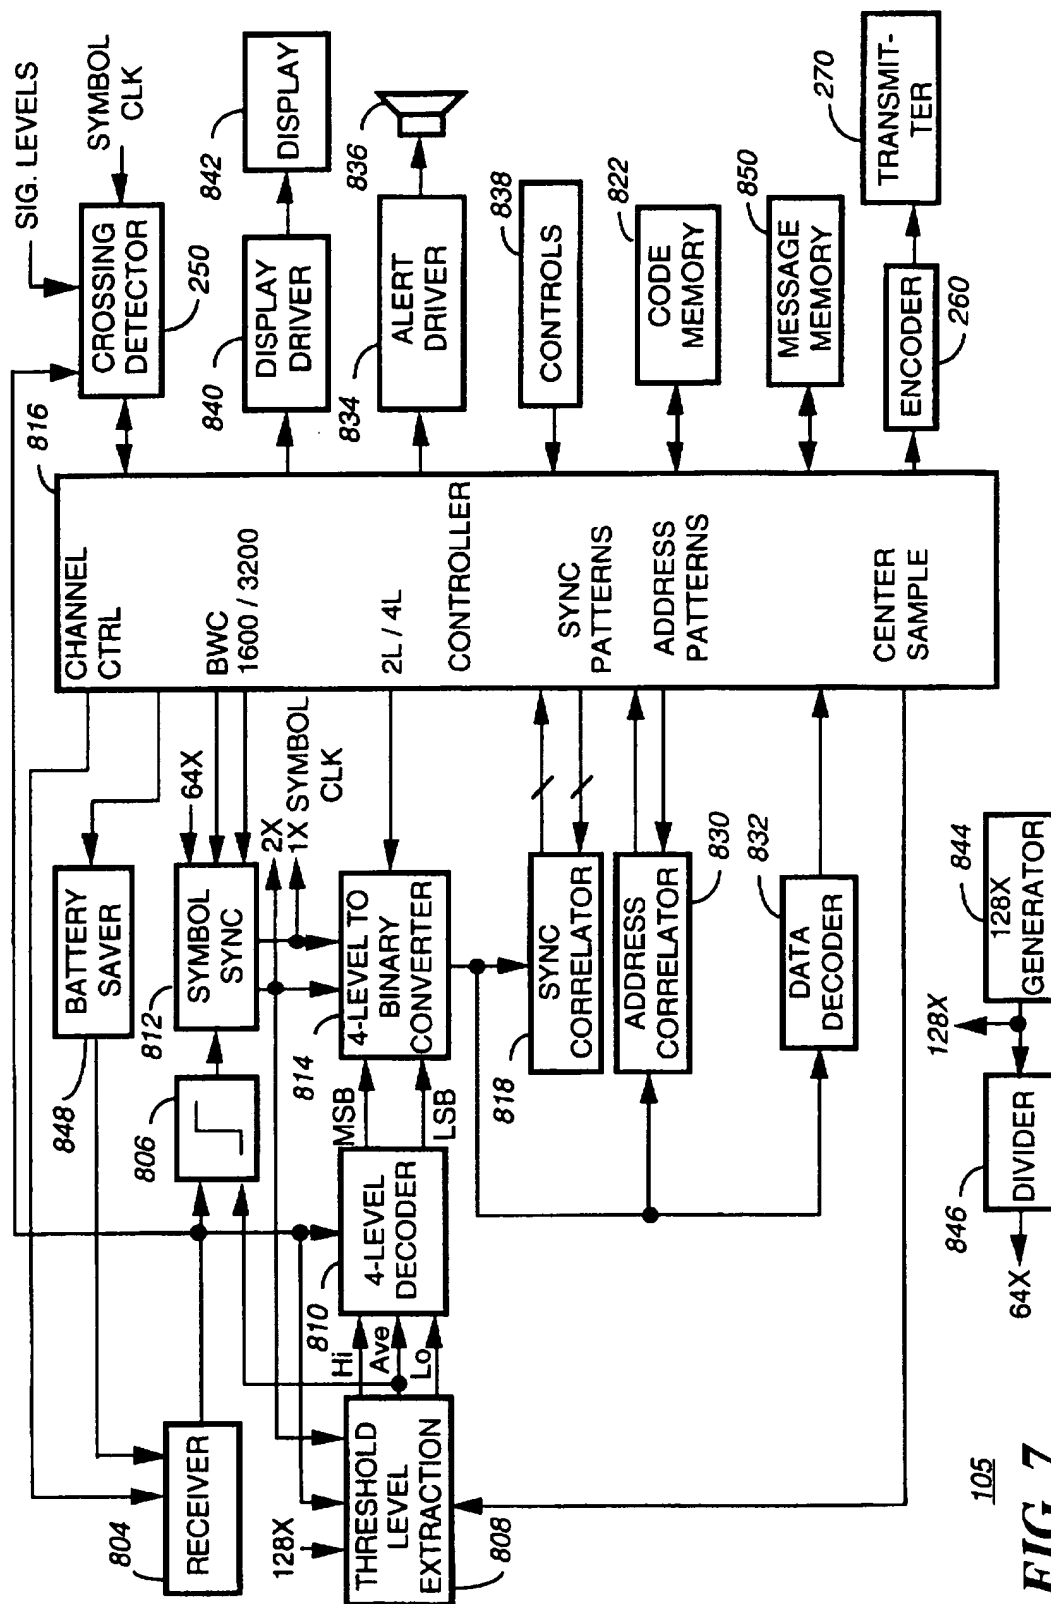 SIG. LEVELS
SYMBOL
CLK
816
CROSSING
DETECTOR
250
842
DISPLAY
840
DISPLAY
DRIVER
836
834
ALERT
DRIVER
838
CONTROLS
822
CODE
MEMORY
850
MESSAGE
MEMORY
270
TRANSMIT-
TER
ENCODER
260
CHANNEL
CTRL
BWC
1600 / 3200
2L / 4L
CONTROLLER
SYNC
PATTERNS
ADDRESS
PATTERNS
CENTER
SAMPLE
848
BATTERY
SAVER
64X
812
SYMBOL
SYNC
2X
1X SYMBOL
CLK
806
814
4-LEVEL TO
BINARY
CONVERTER
MSB
LSB
818
SYNC
CORRELATOR
830
ADDRESS
CORRELATOR
832
DATA
DECODER
844
128X
GENERATOR
128X
846
DIVIDER
64X
810
4-LEVEL
DECODER
Hi
Ave
Lo
804
RECEIVER
128X
THRESHOLD
LEVEL
EXTRACTION
808
105
FIG. 7